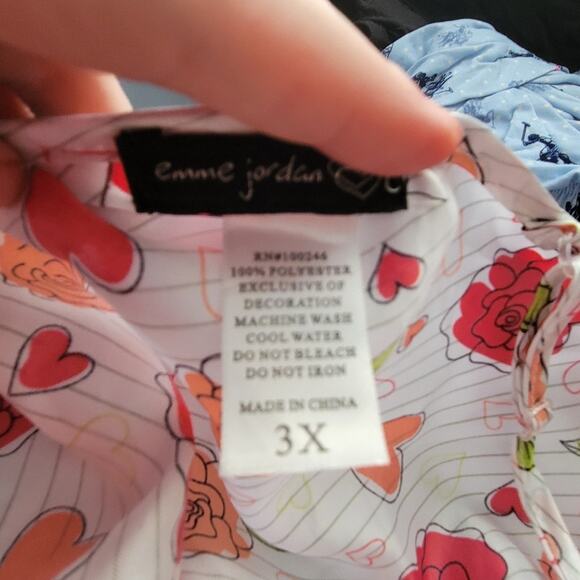 emme jordan
RN#100246
100% POLYESTER
EXCLUSIVE OF
DECORATION
MACHINE WASH
COOL WATER
DO NOT BLEACH
DO NOT IRON
MADE IN CHINA
3X